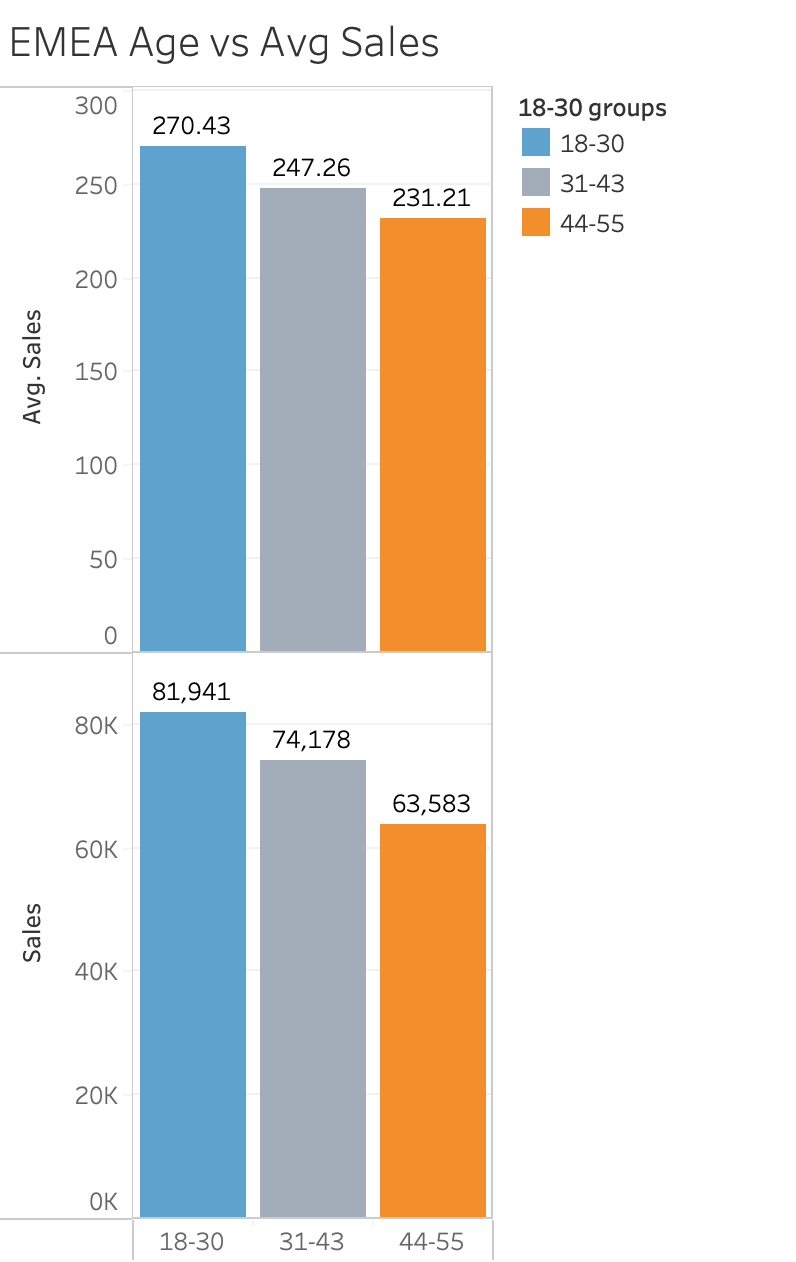 EMEA Age vs Avg Sales
18-30 groups
18-30
31-43
44-55
Avg. Sales
300
250
200
150
100
50
0
270.43
247.26
231.21
Sales
80K
60K
40K
20K
0K
81,941
74,178
63,583
18-30
31-43
44-55